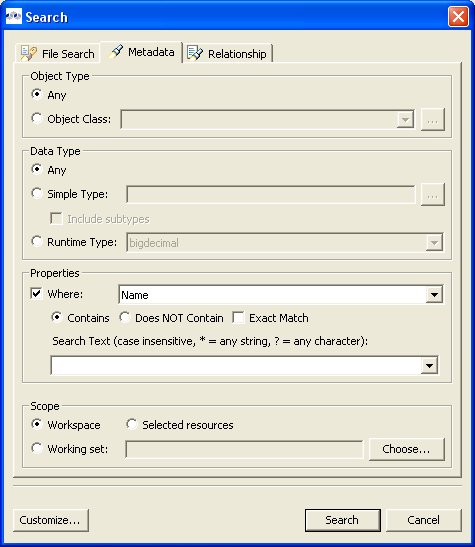 Search
File Search Metadata Relationship
Object Type
Any
Object Class: ...
Data Type
Any
Simple Type: ...
Include subtypes
Runtime Type: bigdecimal
Properties
Where: Name
Contains Does NOT Contain Exact Match
Search Text (case insensitive, * = any string, ? = any character):
Scope
Workspace Selected resources
Working set: Choose...
Customize... Search Cancel